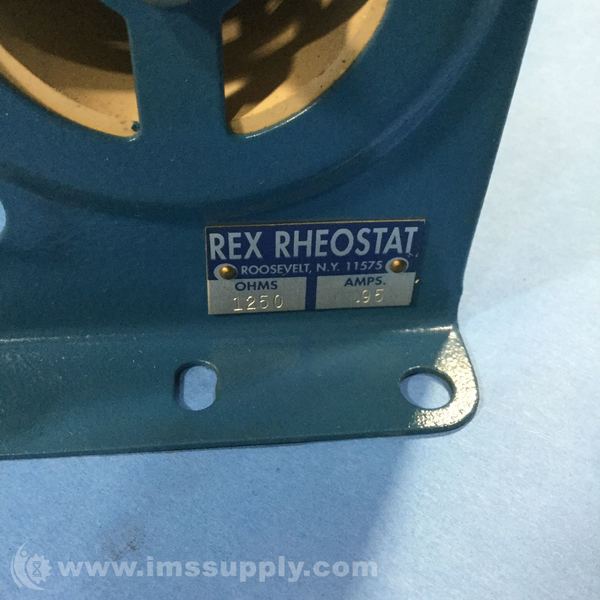 REX RHEOSTAT
ROOSEVELT, N.Y. 11575
OHMS AMPS.
1250 .95
www.imssupply.com